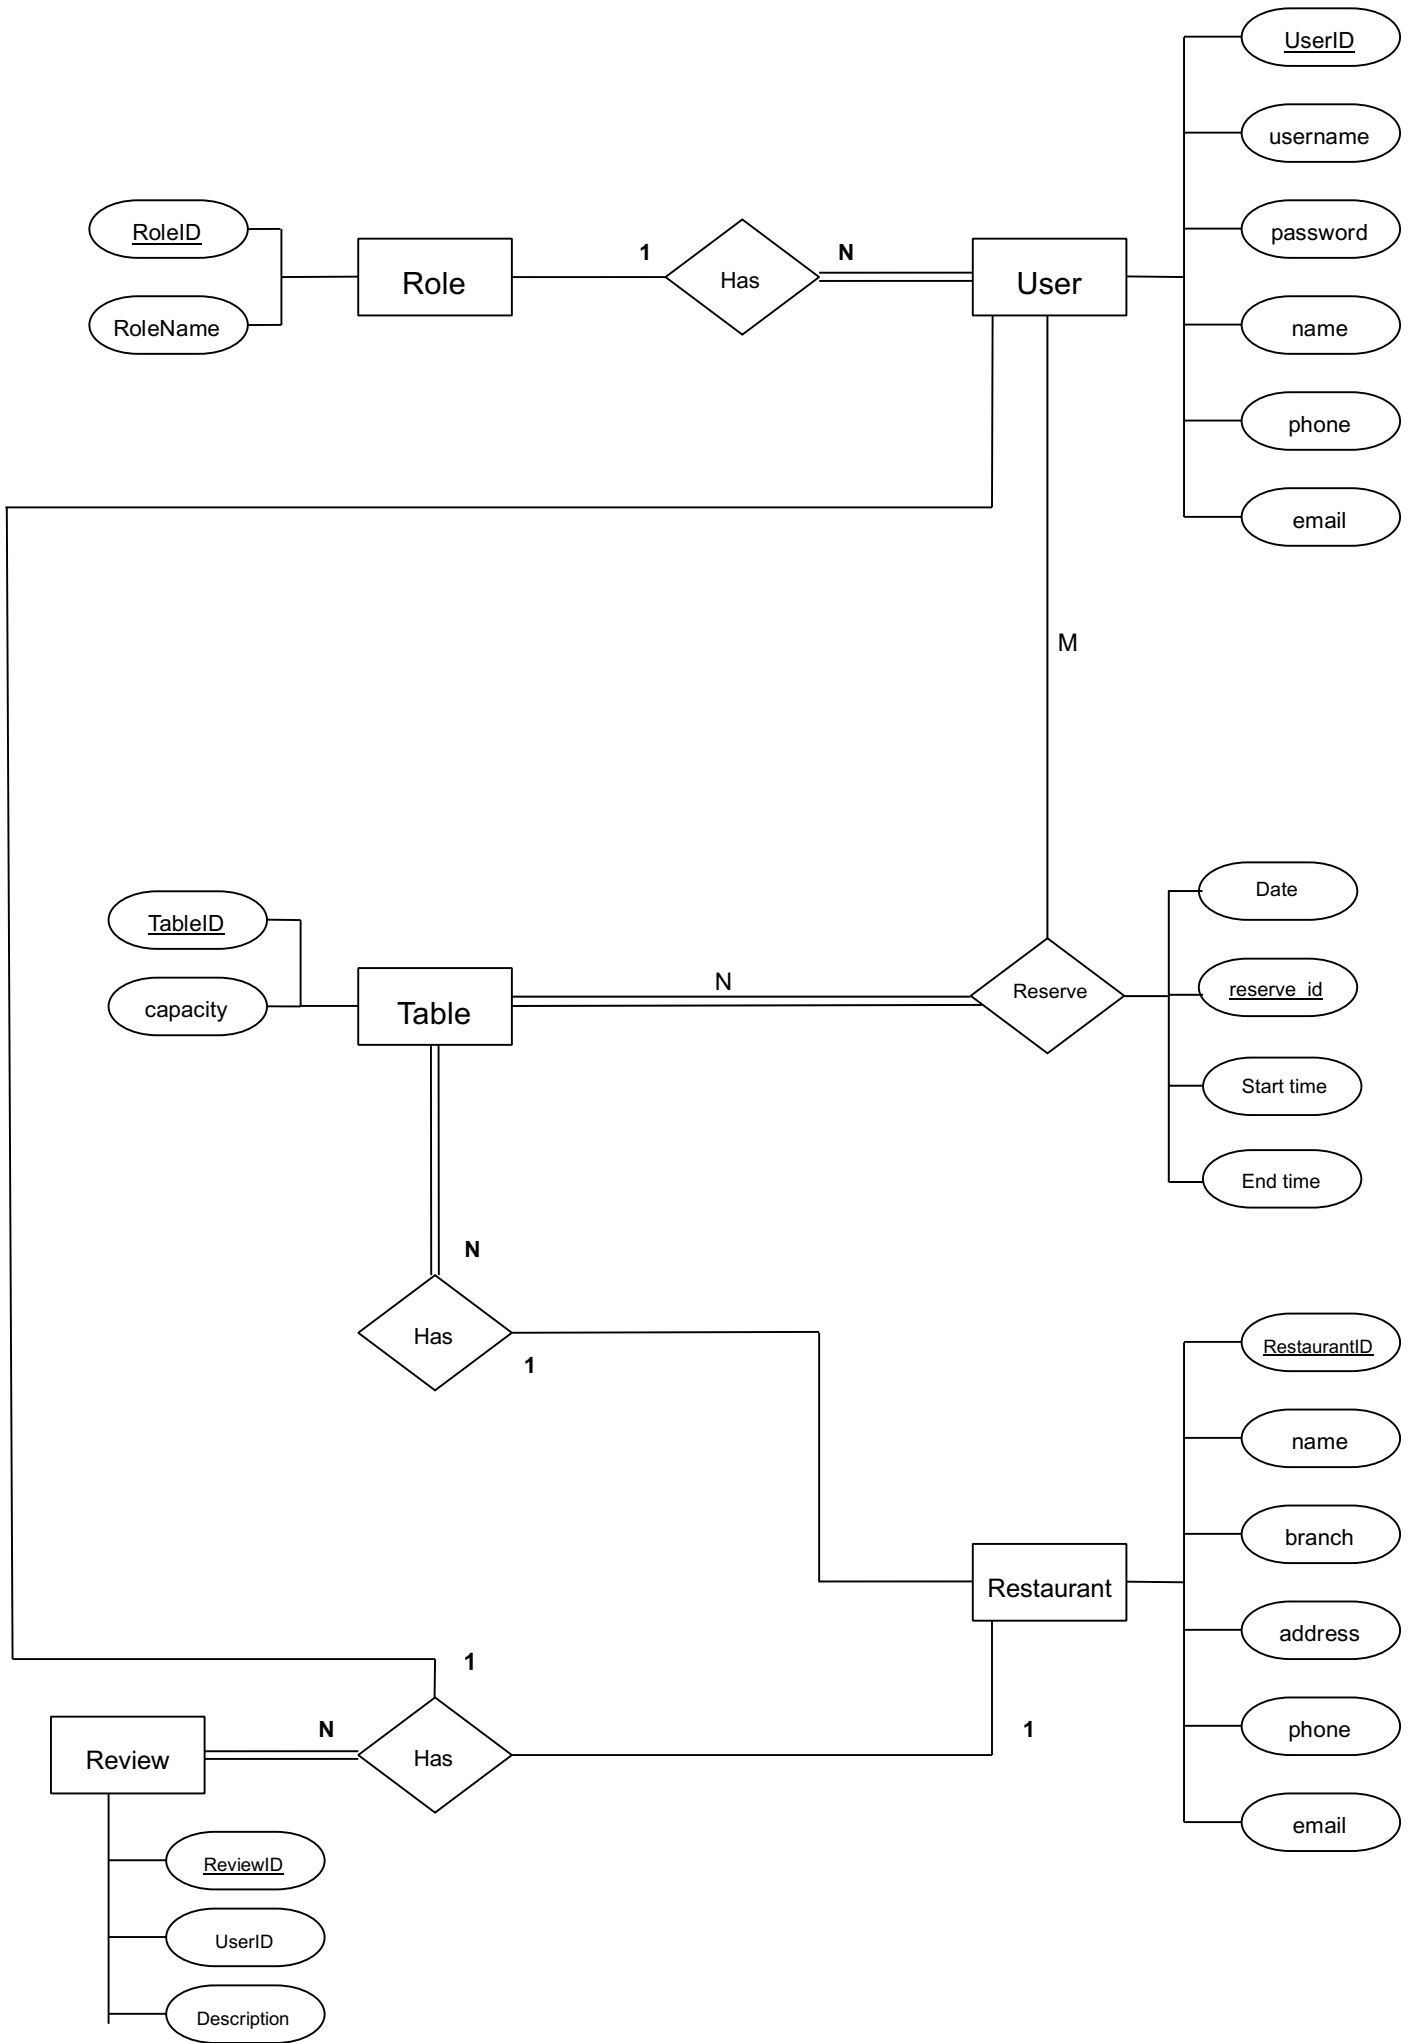 UserID
username
password
name
phone
email
RoleID
RoleName
Role
1
Has
N
User
M
TableID
capacity
Table
N
Reserve
Date
reserve_id
Start time
End time
N
Has
1
RestaurantID
name
branch
address
phone
email
Restaurant
1
1
N
Has
Review
ReviewID
UserID
Description